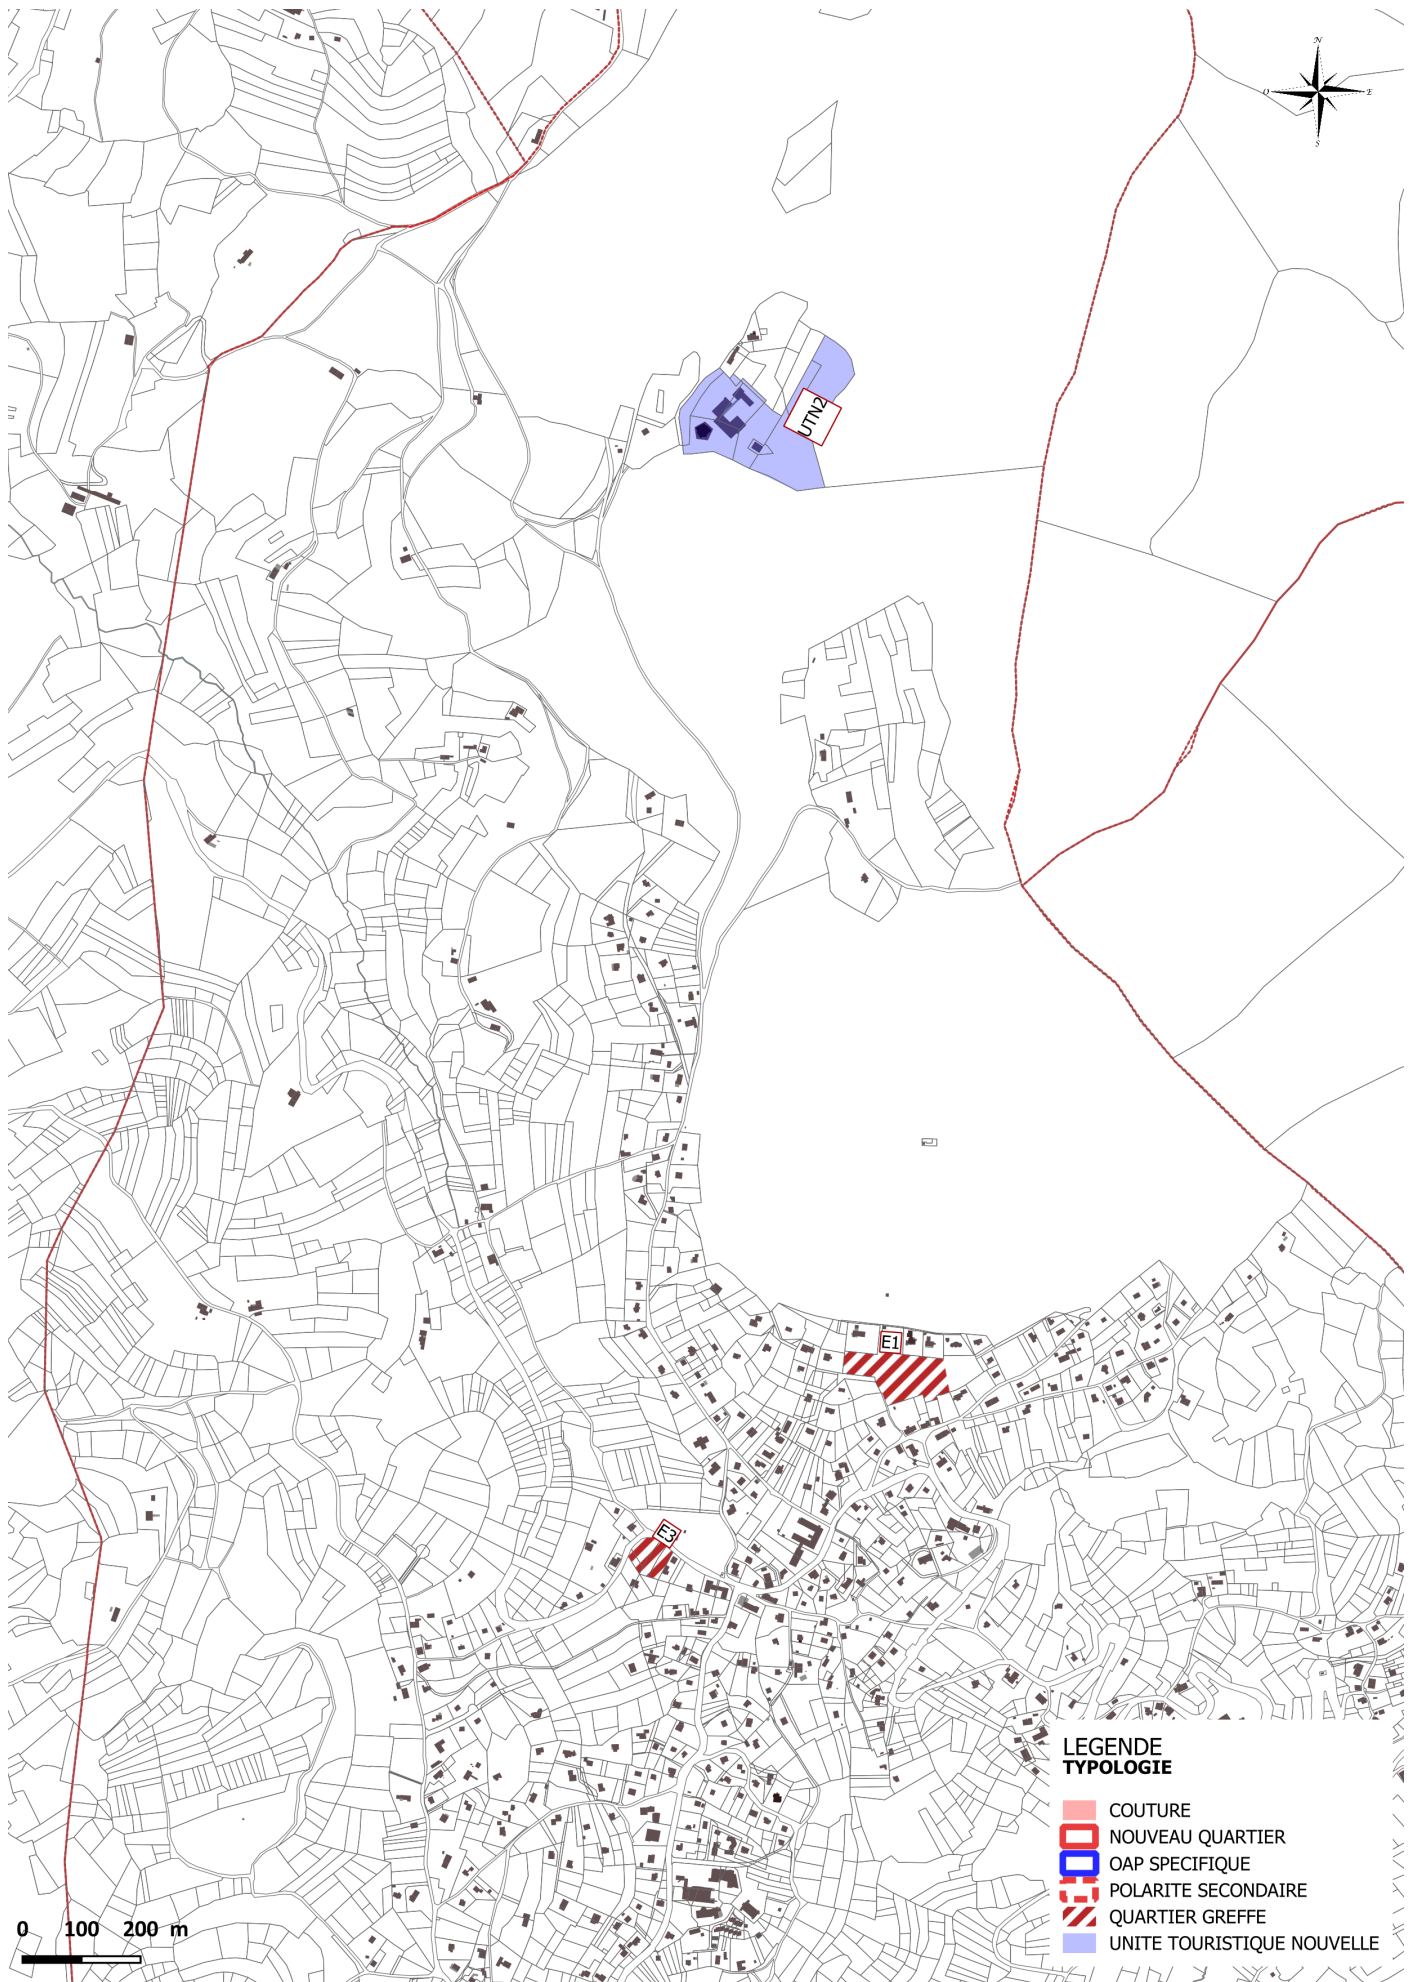 N
O E
S
UTN2
E1
E3
LEGENDE
TYPOLOGIE
COUTURE
NOUVEAU QUARTIER
OAP SPECIFIQUE
POLARITE SECONDAIRE
QUARTIER GREFFE
UNITE TOURISTIQUE NOUVELLE
0 100 200 m